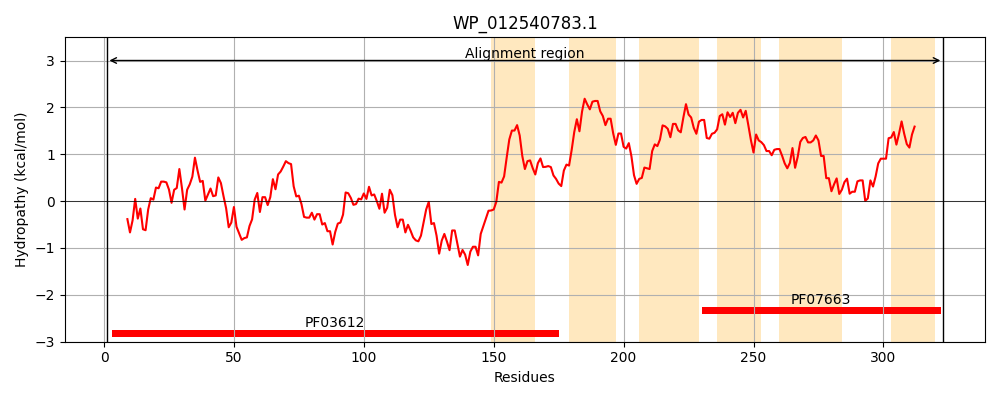 WP_012540783.1
Alignment region
3
2
1
0
−1
−2
−3
Hydropathy (kcal/mol)
PF07663
PF03612
0 50 100 150 200 250 300
Residues